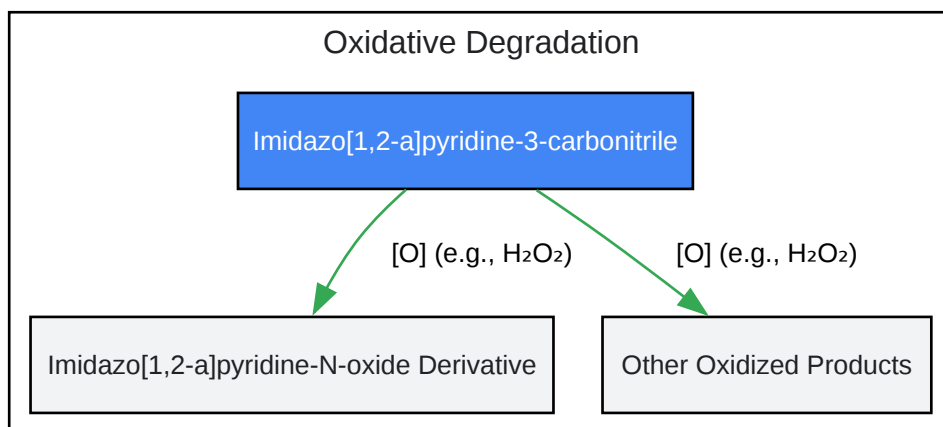 Oxidative Degradation
Imidazo[1,2-a]pyridine-3-carbonitrile
[O] (e.g., H₂O₂)
[O] (e.g., H₂O₂)
Imidazo[1,2-a]pyridine-N-oxide Derivative
Other Oxidized Products